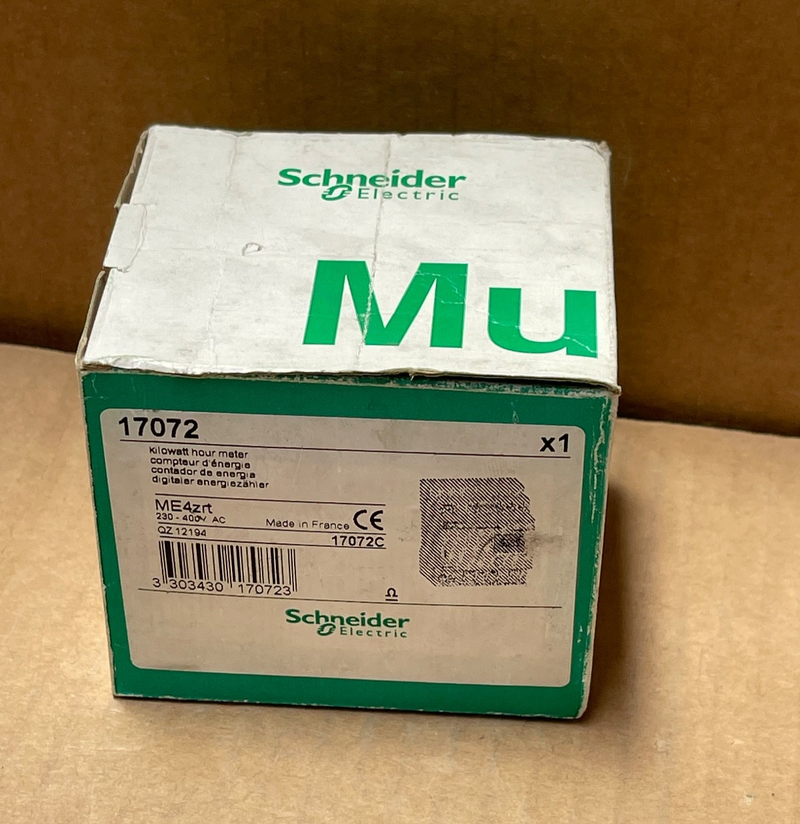 Schneider
Electric
Mu
17072
x1
kilowatt hour meter
compteur d'énergie
contador de energia
digitaler energiezähler
ME4zrt
230 - 400V AC
Made in France CE
QZ 12194
17072C
3 303430 170723
Ω
Schneider
Electric